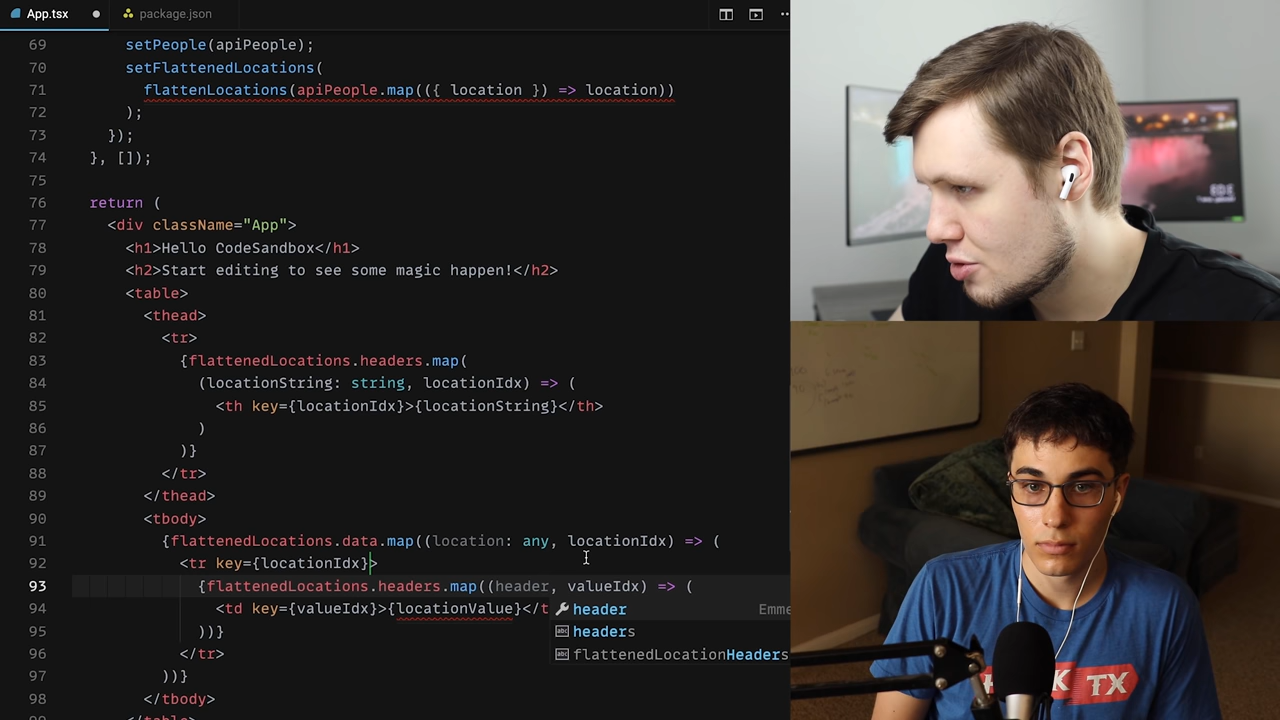 App.tsx
package.json
69 setPeople(apiPeople);
70 setFlattenedLocations(
71 flattenLocations(apiPeople.map(({ location }) => location))
72 );
73 });
74 }, []);
75
76 return (
77 <div className="App">
78 <h1>Hello CodeSandbox</h1>
79 <h2>Start editing to see some magic happen!</h2>
80 <table>
81 <thead>
82 <tr>
83 {flattenedLocations.headers.map(
84 (locationString: string, locationIdx) => (
85 <th key={locationIdx}>{locationString}</th>
86 )
87 )}
88 </tr>
89 </thead>
90 <tbody>
91 {flattenedLocations.data.map((location: any, locationIdx) => (
92 <tr key={locationIdx}>
93 {flattenedLocations.headers.map((header, valueIdx) => (
94 <td key={valueIdx}>{locationValue}</t
header Emme
headers
flattenedLocationHeaders
95 ))}
96 </tr>
97 ))}
98 </tbody>
TX